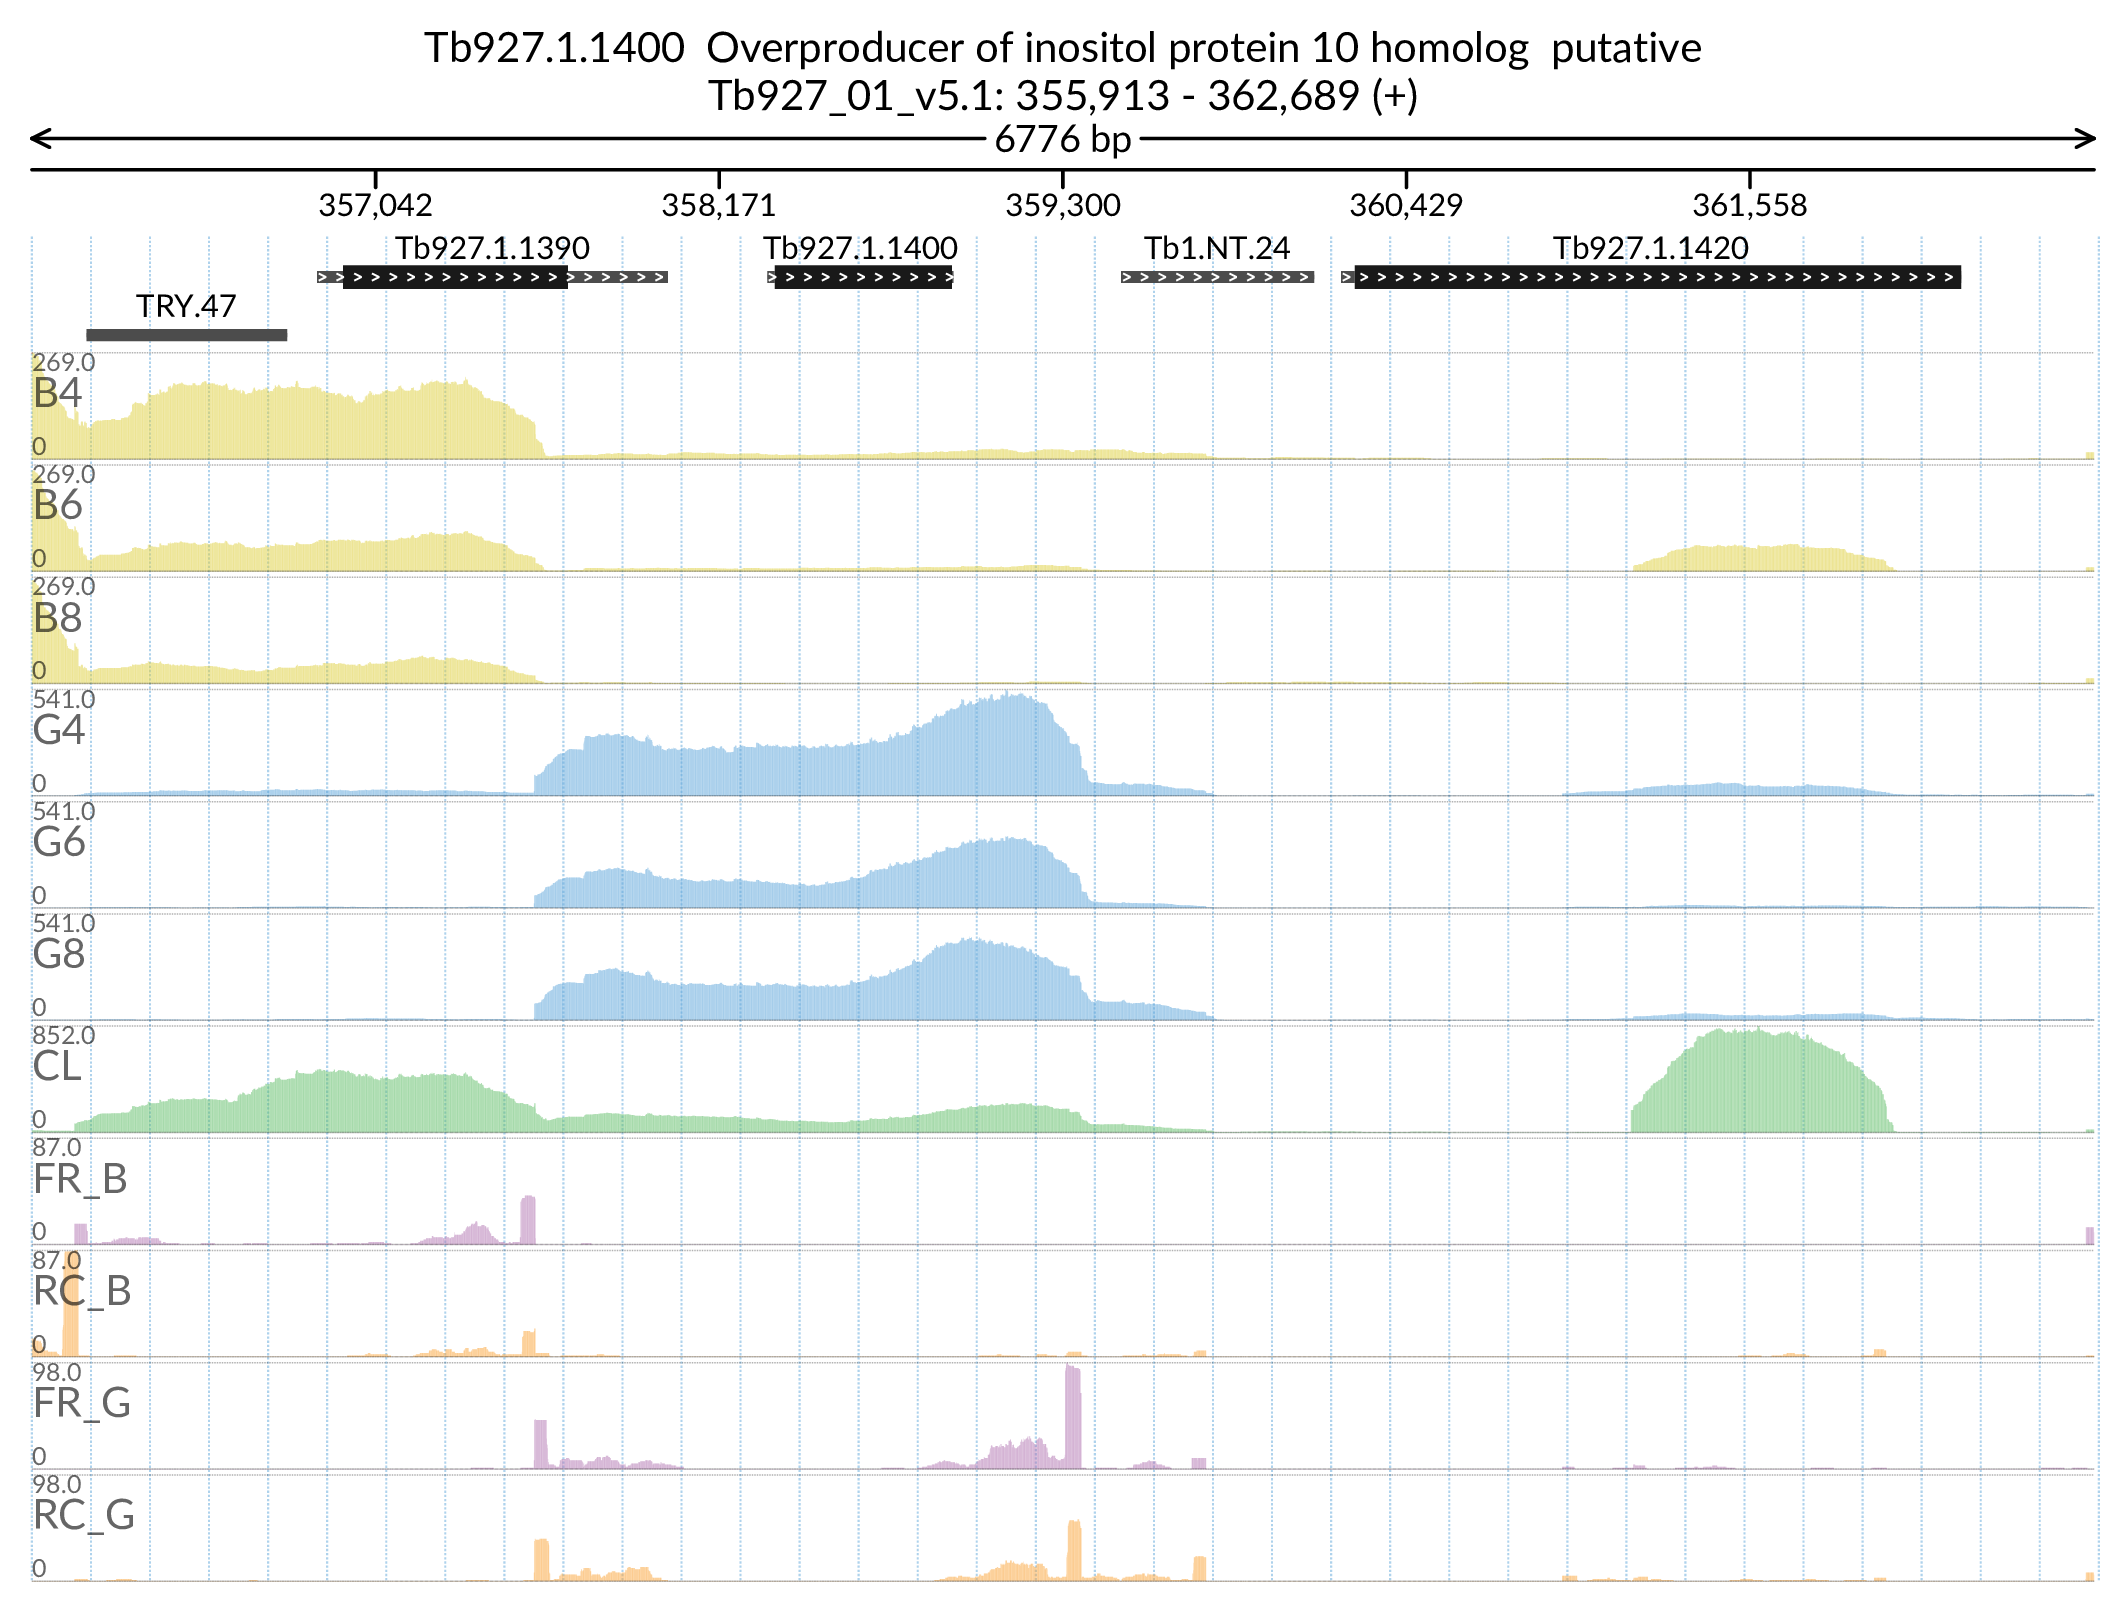 Tb927.1.1400  Overproducer of inositol protein 10 homolog  putative
Tb927_01_v5.1: 355,913 - 362,689 (+)
6776 bp
357,042 358,171 359,300 360,429 361,558
Tb927.1.1390 Tb927.1.1400 Tb1.NT.24 Tb927.1.1420
TRY.47
269.0
B4
0
269.0
B6
0
269.0
B8
0
541.0
G4
0
541.0
G6
0
541.0
G8
0
852.0
CL
0
87.0
FR_B
0
87.0
RC_B
0
98.0
FR_G
0
98.0
RC_G
0